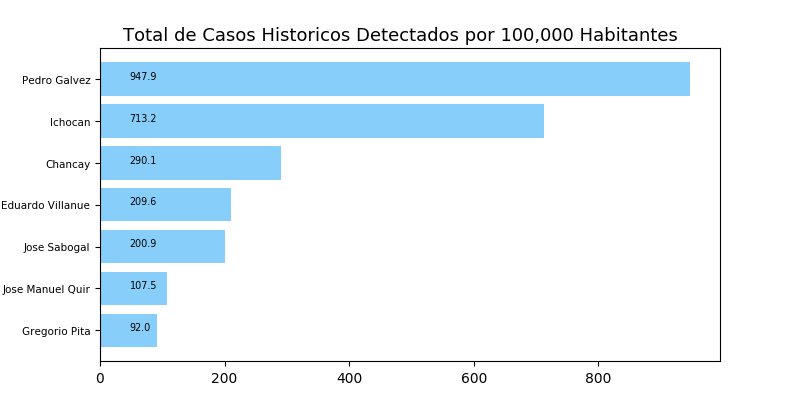 Total de Casos Historicos Detectados por 100,000 Habitantes
Pedro Galvez 947.9
Ichocan 713.2
Chancay 290.1
Eduardo Villanue 209.6
Jose Sabogal 200.9
Jose Manuel Quir 107.5
Gregorio Pita 92.0
0 200 400 600 800